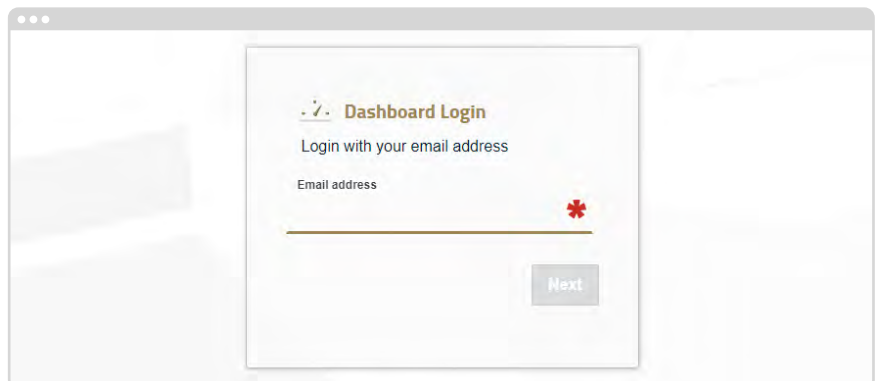 Dashboard Login
Login with your email address
Email address
*
Next